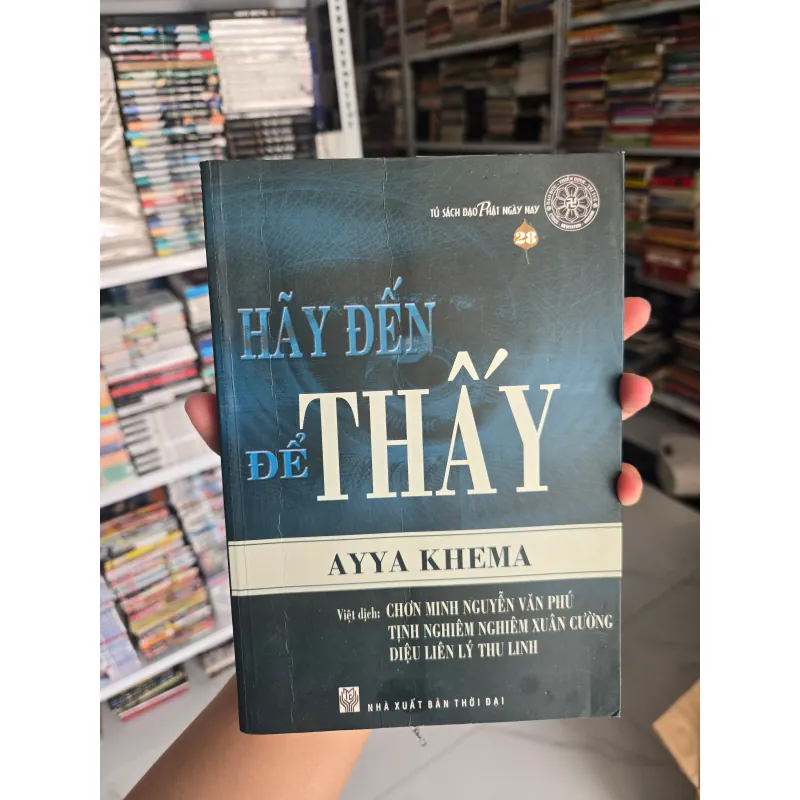 TỦ SÁCH ĐẠO PHẬT NGÀY NAY
28
HÃY ĐẾN
ĐỂ THẤY
AYYA KHEMA
Việt dịch: CHƠN MINH NGUYỄN VĂN PHÚ
TỊNH NGHIÊM NGHIÊM XUÂN CƯỜNG
DIỆU LIÊN LÝ THU LINH
NHÀ XUẤT BẢN THỜI ĐẠI